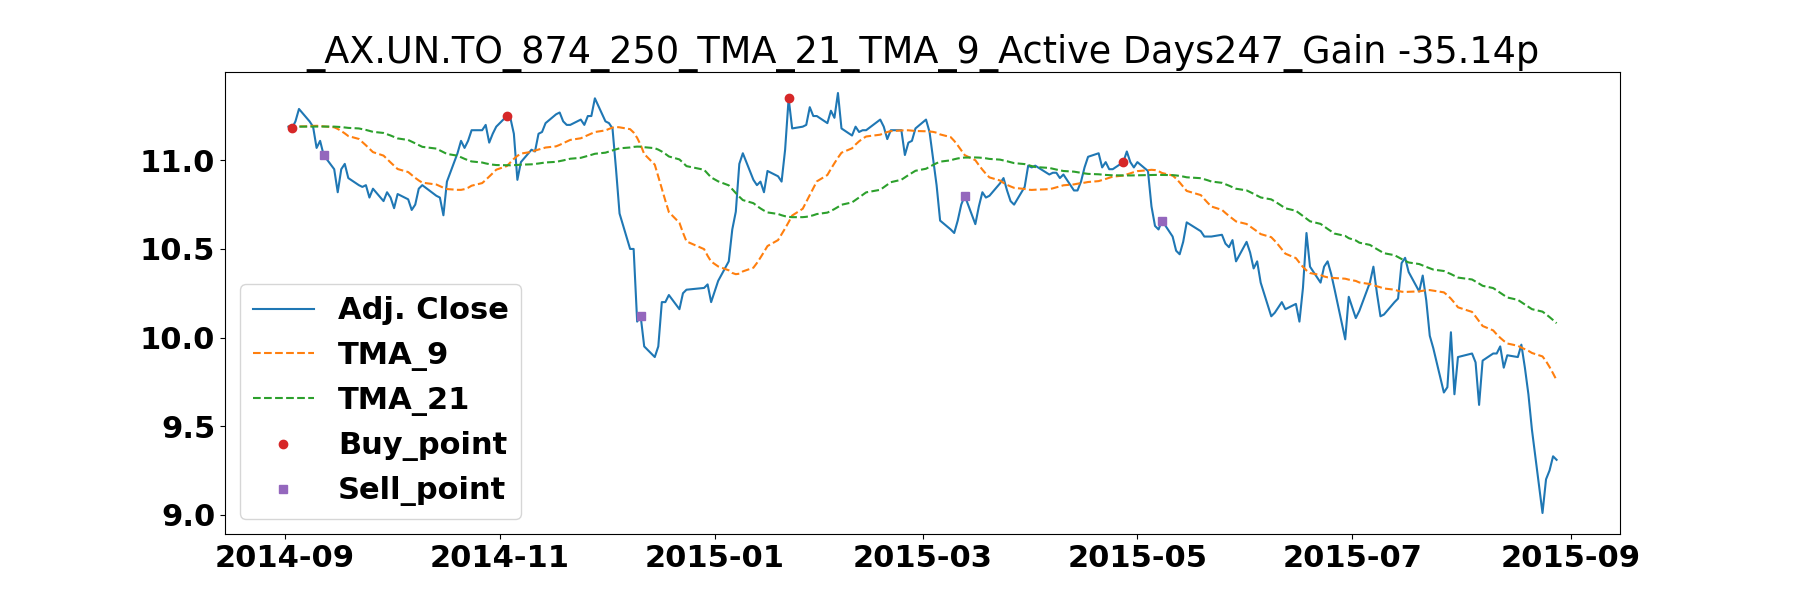 _AX.UN.TO_874_250_TMA_21_TMA_9_Active Days247_Gain -35.14p
11.0
10.5
10.0
9.5
9.0
Adj. Close
TMA_9
TMA_21
Buy_point
Sell_point
2014-09 2014-11 2015-01 2015-03 2015-05 2015-07 2015-09